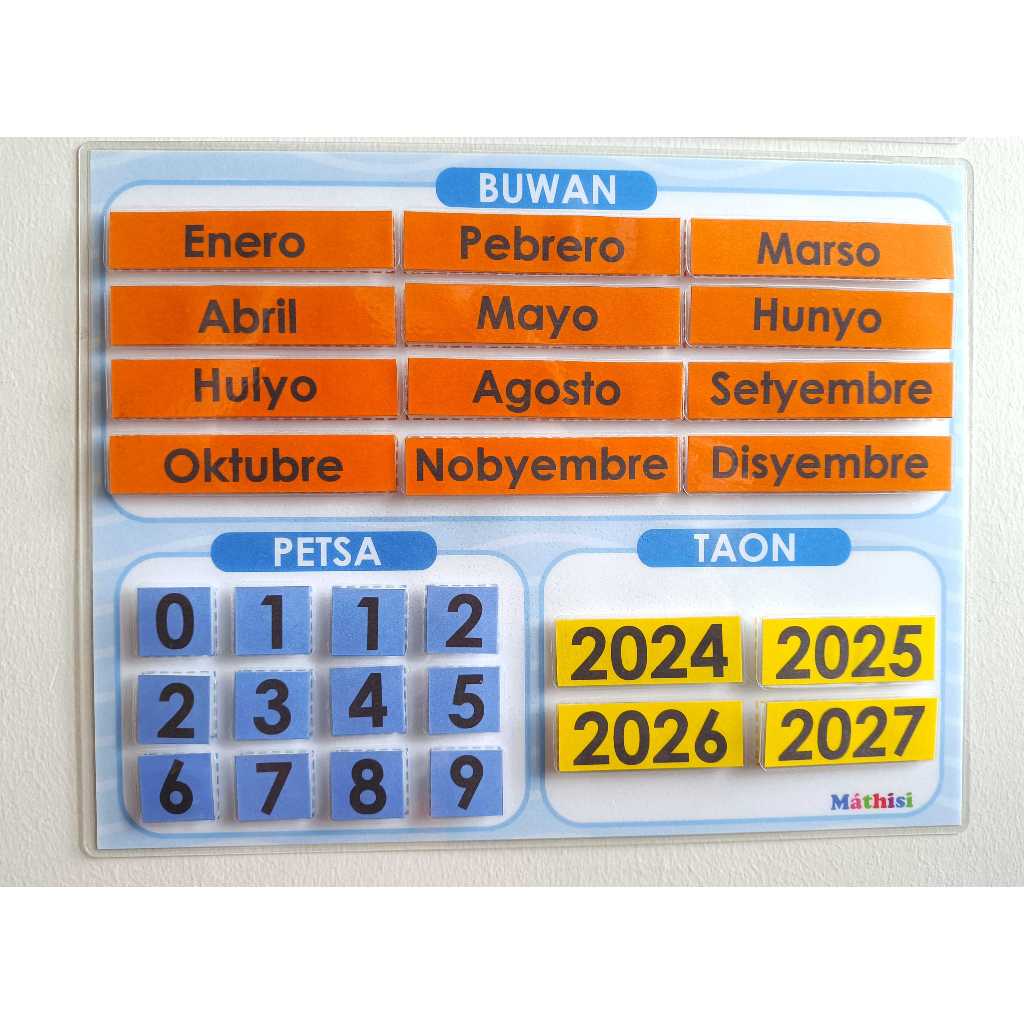 BUWAN
Enero Pebrero Marso
Abril Mayo Hunyo
Hulyo Agosto Setyembre
Oktubre Nobyembre Disyembre
PETSA
0 1 1 2
2 3 4 5
6 7 8 9
TAON
2024 2025
2026 2027
Máthisi